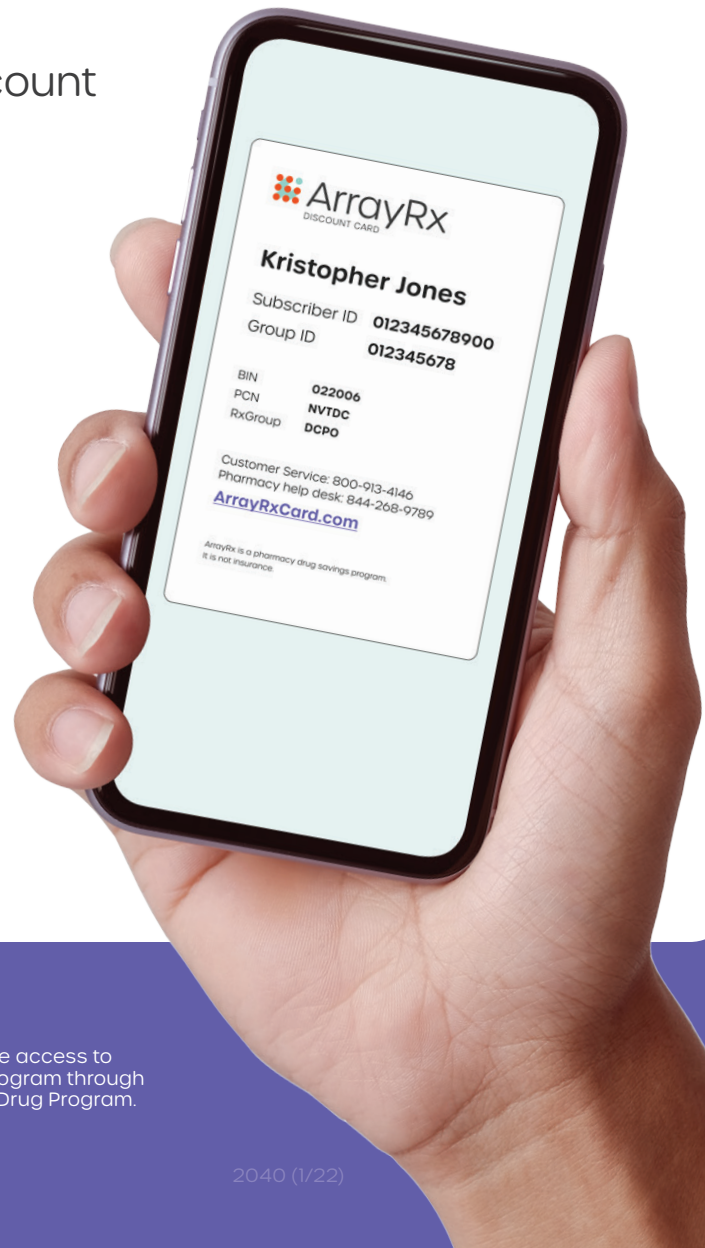 count
ArrayRx
DISCOUNT CARD
Kristopher Jones
Subscriber ID 012345678900
Group ID 012345678
BIN 022006
PCN NVTDC
RxGroup DCPO
Customer Service: 800-913-4146
Pharmacy help desk: 844-268-9789
ArrayRxCard.com
ArrayRx is a pharmacy drug savings program.
It is not insurance.
e access to
ogram through
Drug Program.
2040 (1/22)